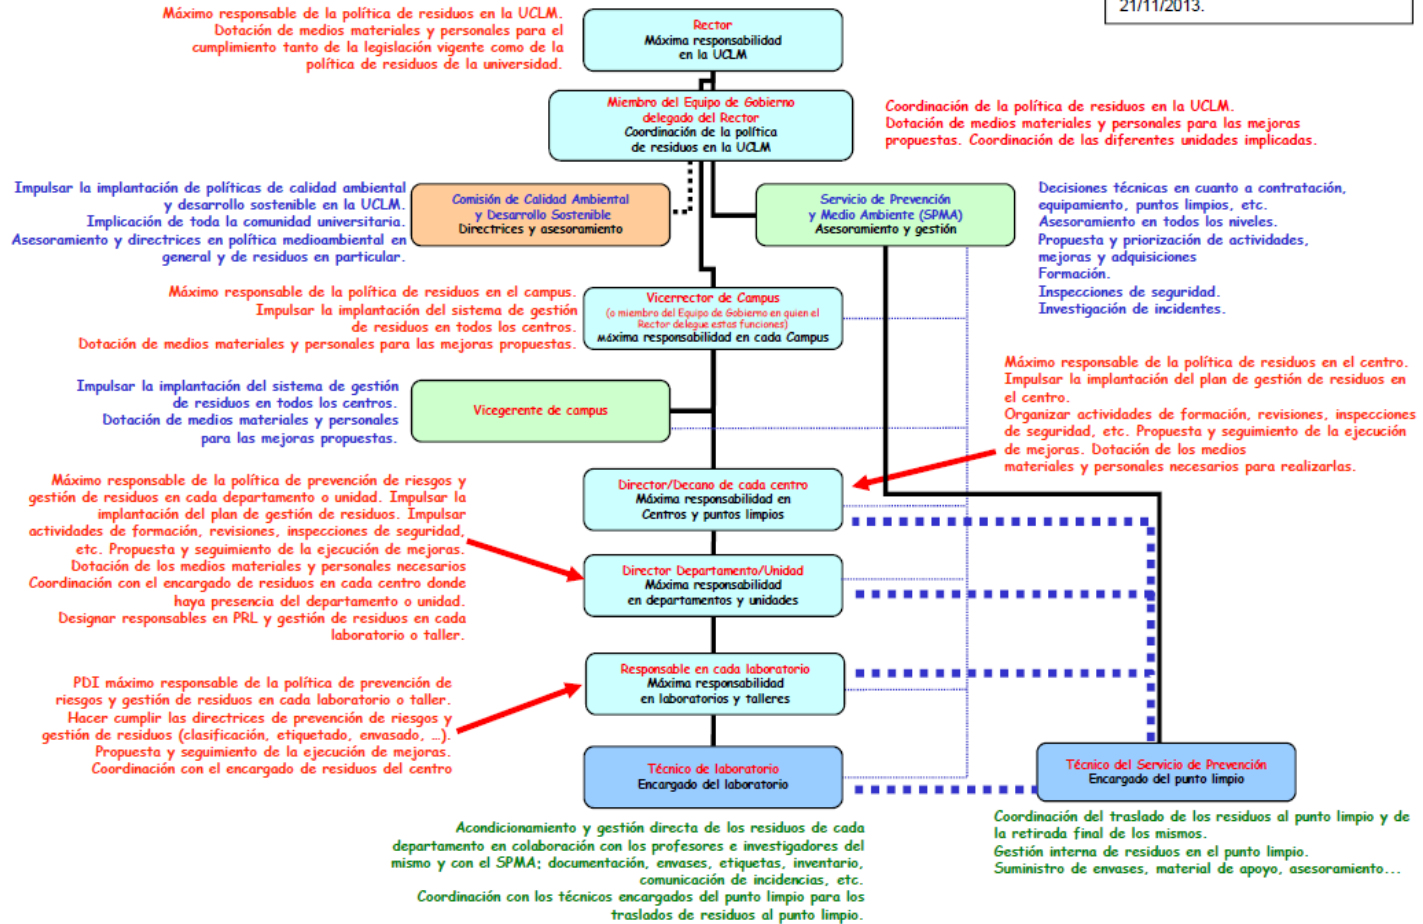 21/11/2013.
Máximo responsable de la política de residuos en la UCLM.
Dotación de medios materiales y personales para el
cumplimiento tanto de la legislación vigente como de la
política de residuos de la universidad.
Rector
Máxima responsabilidad
en la UCLM
Miembro del Equipo de Gobierno
delegado del Rector
Coordinación de la política
de residuos en la UCLM
Coordinación de la política de residuos en la UCLM.
Dotación de medios materiales y personales para las mejoras
propuestas. Coordinación de las diferentes unidades implicadas.
Impulsar la implantación de políticas de calidad ambiental
y desarrollo sostenible en la UCLM.
Implicación de toda la comunidad universitaria.
Asesoramiento y directrices en política medioambiental en
general y de residuos en particular.
Comisión de Calidad Ambiental
y Desarrollo Sostenible
Directrices y asesoramiento
Servicio de Prevención
y Medio Ambiente (SPMA)
Asesoramiento y gestión
Decisiones técnicas en cuanto a contratación,
equipamiento, puntos limpios, etc.
Asesoramiento en todos los niveles.
Propuesta y priorización de actividades,
mejoras y adquisiciones
Formación.
Inspecciones de seguridad.
Investigación de incidentes.
Máximo responsable de la política de residuos en el campus.
Impulsar la implantación del sistema de gestión
de residuos en todos los centros.
Dotación de medios materiales y personales para las mejoras propuestas.
Vicerrector de Campus
(o miembro del Equipo de Gobierno en quien el
Rector delegue estas funciones)
Máxima responsabilidad en cada Campus
Impulsar la implantación del sistema de gestión
de residuos en todos los centros.
Dotación de medios materiales y personales
para las mejoras propuestas.
Vicegerente de campus
Máximo responsable de la política de residuos en el centro.
Impulsar la implantación del plan de gestión de residuos en
el centro.
Organizar actividades de formación, revisiones, inspecciones
de seguridad, etc. Propuesta y seguimiento de la ejecución
de mejoras. Dotación de los medios
materiales y personales necesarios para realizarlas.
Director/Decano de cada centro
Máxima responsabilidad en
Centros y puntos limpios
Máximo responsable de la política de prevención de riesgos y
gestión de residuos en cada departamento o unidad. Impulsar la
implantación del plan de gestión de residuos. Impulsar
actividades de formación, revisiones, inspecciones de seguridad,
etc. Propuesta y seguimiento de la ejecución de mejoras.
Dotación de los medios materiales y personales necesarios
Coordinación con el encargado de residuos en cada centro donde
haya presencia del departamento o unidad.
Designar responsables en PRL y gestión de residuos en cada
laboratorio o taller.
Director Departamento/Unidad
Máxima responsabilidad
en departamentos y unidades
PDI máximo responsable de la política de prevención de
riesgos y gestión de residuos en cada laboratorio o taller.
Hacer cumplir las directrices de prevención de riesgos y
gestión de residuos (clasificación, etiquetado, envasado, …).
Propuesta y seguimiento de la ejecución de mejoras.
Coordinación con el encargado de residuos del centro
Responsable en cada laboratorio
Máxima responsabilidad
en laboratorios y talleres
Técnico de laboratorio
Encargado del laboratorio
Técnico del Servicio de Prevención
Encargado del punto limpio
Acondicionamiento y gestión directa de los residuos de cada
departamento en colaboración con los profesores e investigadores del
mismo y con el SPMA: documentación, envases, etiquetas, inventario,
comunicación de incidencias, etc.
Coordinación con los técnicos encargados del punto limpio para los
traslados de residuos al punto limpio.
Coordinación del traslado de los residuos al punto limpio y de
la retirada final de los mismos.
Gestión interna de residuos en el punto limpio.
Suministro de envases, material de apoyo, asesoramiento...